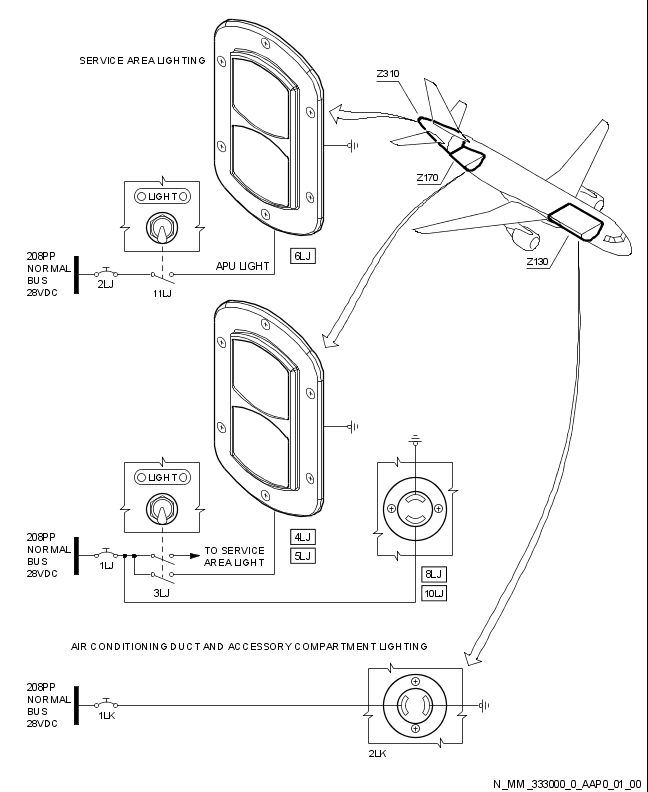 SERVICE AREA LIGHTING
Z310
Z170
Z130
LIGHT
208PP
NORMAL
BUS
28VDC
2LJ
11LJ
APU LIGHT
6LJ
LIGHT
208PP
NORMAL
BUS
28VDC
1LJ
3LJ
TO SERVICE
AREA LIGHT
4LJ
5LJ
8LJ
10LJ
AIR CONDITIONING DUCT AND ACCESSORY COMPARTMENT LIGHTING
208PP
NORMAL
BUS
28VDC
1LK
2LK
N_MM_333000_0_AAP0_01_00